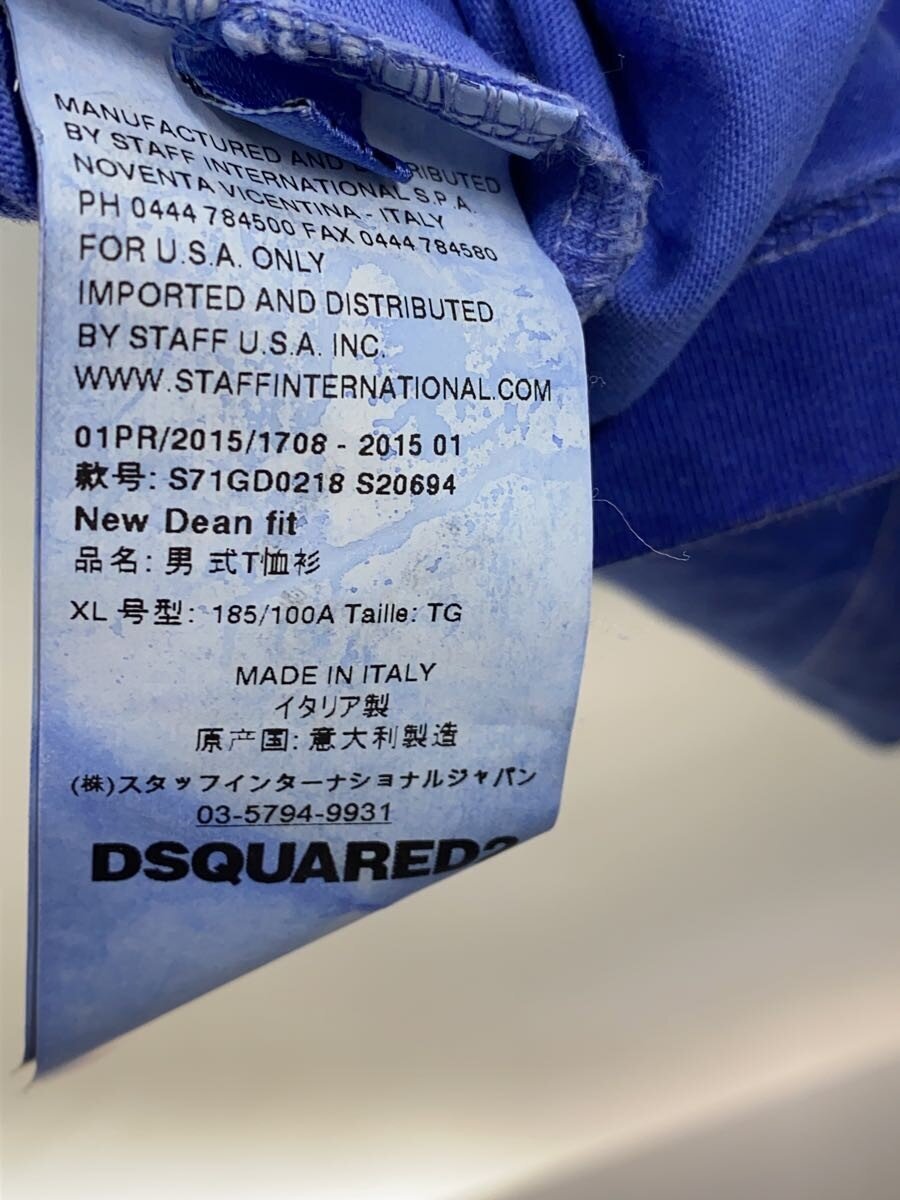 MANUFACTURED AND DISTRIBUTED
BY STAFF INTERNATIONAL S.P.A.
NOVENTA VICENTINA - ITALY
PH 0444 784500 FAX 0444 784580
FOR U.S.A. ONLY
IMPORTED AND DISTRIBUTED
BY STAFF U.S.A. INC.
WWW.STAFFINTERNATIONAL.COM
01PR/2015/1708 - 2015 01
款号: S71GD0218 S20694
New Dean fit
品名: 男 式T恤衫
XL 号型: 185/100A Taille: TG
MADE IN ITALY
イタリア製
原产国: 意大利製造
(株)スタッフインターナショナルジャパン
03-5794-9931
DSQUARED2